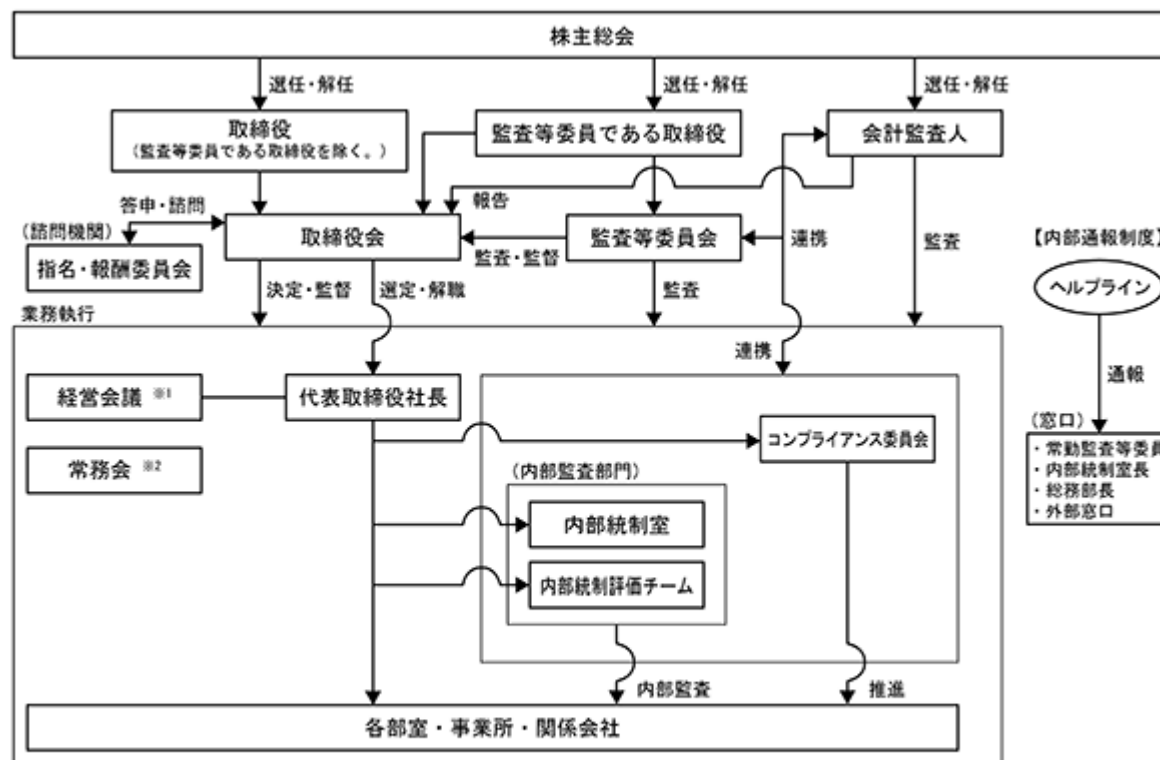 株主総会
選任・解任
選任・解任
選任・解任
取締役
(監査等委員である取締役を除く。)
監査等委員である取締役
会計監査人
答申・諮問
報告
(諮問機関)
指名・報酬委員会
取締役会
監査・監督
監査等委員会
連携
監査
【内部通報制度】
ヘルプライン
決定・監督
選定・解職
監査
業務執行
連携
通報
経営会議 ※1
代表取締役社長
コンプライアンス委員会
常務会 ※2
(内部監査部門)
内部統制室
内部統制評価チーム
(窓口)
・常勤監査等委員
・内部統制室長
・総務部長
・外部窓口
内部監査
推進
各部室・事業所・関係会社